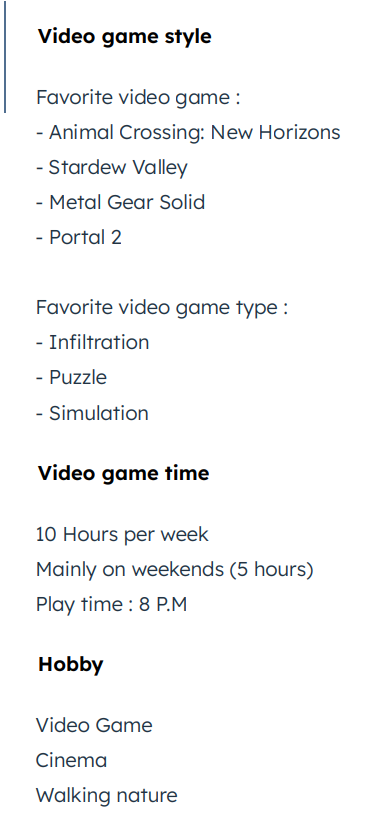 Video game style
Favorite video game :
- Animal Crossing: New Horizons
- Stardew Valley
- Metal Gear Solid
- Portal 2
Favorite video game type :
- Infiltration
- Puzzle
- Simulation
Video game time
10 Hours per week
Mainly on weekends (5 hours)
Play time : 8 P.M
Hobby
Video Game
Cinema
Walking nature